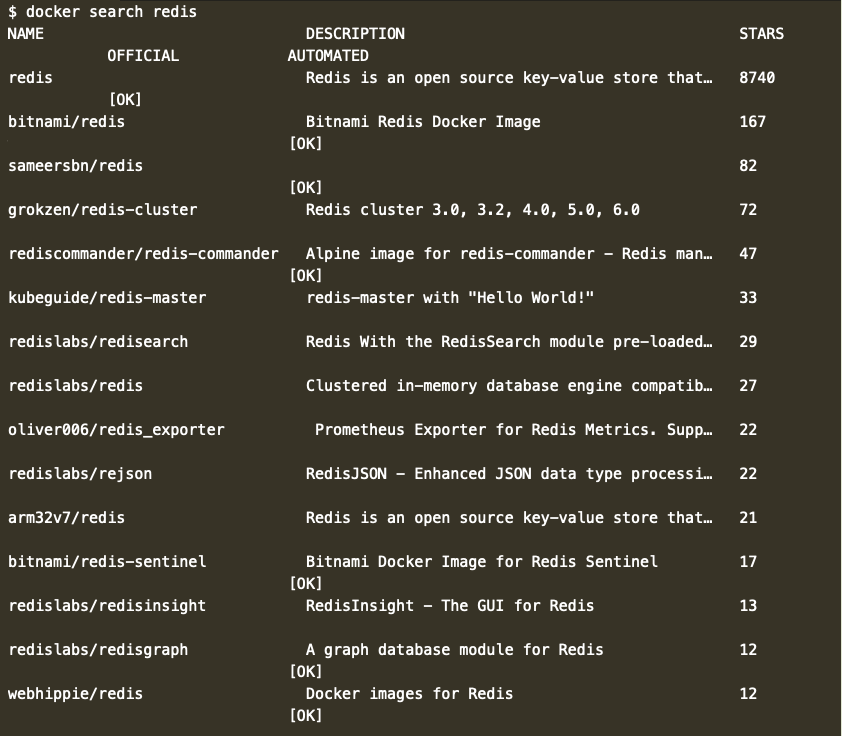 $ docker search redis
NAME                             DESCRIPTION                                     STARS
           OFFICIAL            AUTOMATED
redis                            Redis is an open source key-value store that…   8740
           [OK]
bitnami/redis                    Bitnami Redis Docker Image                      167
                               [OK]
sameersbn/redis                                                                  82
                               [OK]
grokzen/redis-cluster            Redis cluster 3.0, 3.2, 4.0, 5.0, 6.0           72
rediscommander/redis-commander   Alpine image for redis-commander - Redis man…   47
                               [OK]
kubeguide/redis-master           redis-master with "Hello World!"                33
redislabs/redisearch             Redis With the RedisSearch module pre-loaded…   29
redislabs/redis                  Clustered in-memory database engine compatib…   27
oliver006/redis_exporter          Prometheus Exporter for Redis Metrics. Supp…   22
redislabs/rejson                 RedisJSON - Enhanced JSON data type processi…   22
arm32v7/redis                    Redis is an open source key-value store that…   21
bitnami/redis-sentinel           Bitnami Docker Image for Redis Sentinel         17
                               [OK]
redislabs/redisinsight           RedisInsight - The GUI for Redis                13
redislabs/redisgraph             A graph database module for Redis               12
                               [OK]
webhippie/redis                  Docker images for Redis                         12
                               [OK]